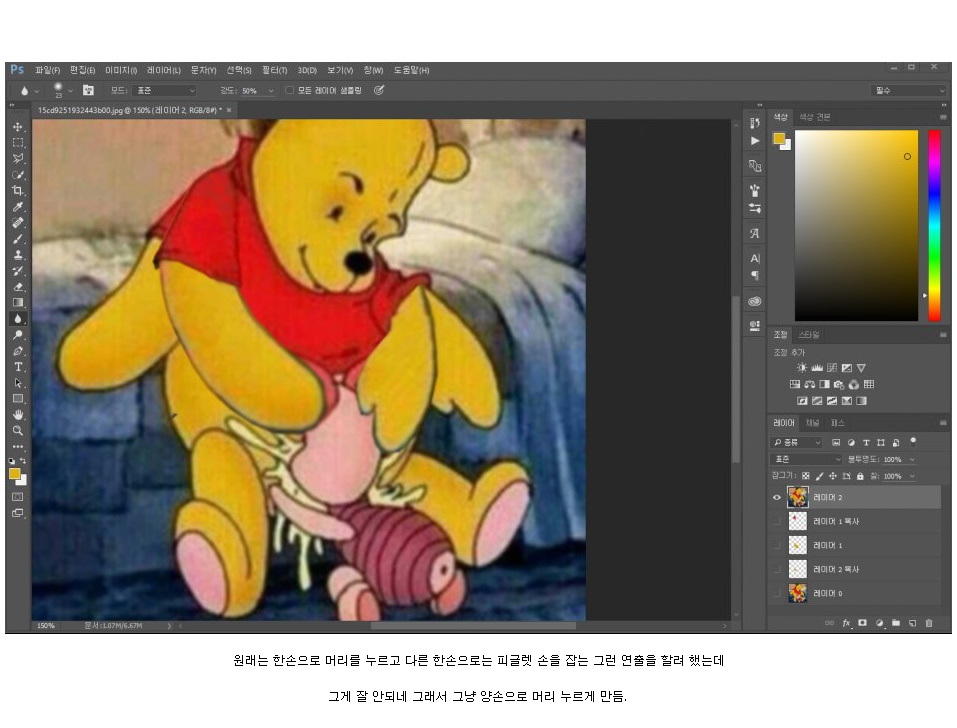 Ps 파일(F) 편집(E) 이미지(I) 레이어(L) 문자(Y) 선택(S) 필터(T) 3D(D) 보기(V) 창(W) 도움말(H)
23 모드: 표준 강도: 50% 모든 레이어 샘플링 필수
15cd9251932443b00.jpg @ 150% (레이어 2, RGB/8#) *
색상 색상 견본
조정 스타일
조정 추가
레이어 채널 패스
종류
표준 불투명도: 100%
잠그기: 칠: 100%
레이어 2
레이어 1 복사
레이어 1
레이어 2 복사
레이어 0
150% 문서:1.07M/6.67M
원래는 한손으로 머리를 누르고 다른 한손으로는 피글렛 손을 잡는 그런 연출을 할려 했는데
그게 잘 안되네 그래서 그냥 양손으로 머리 누르게 만듬.